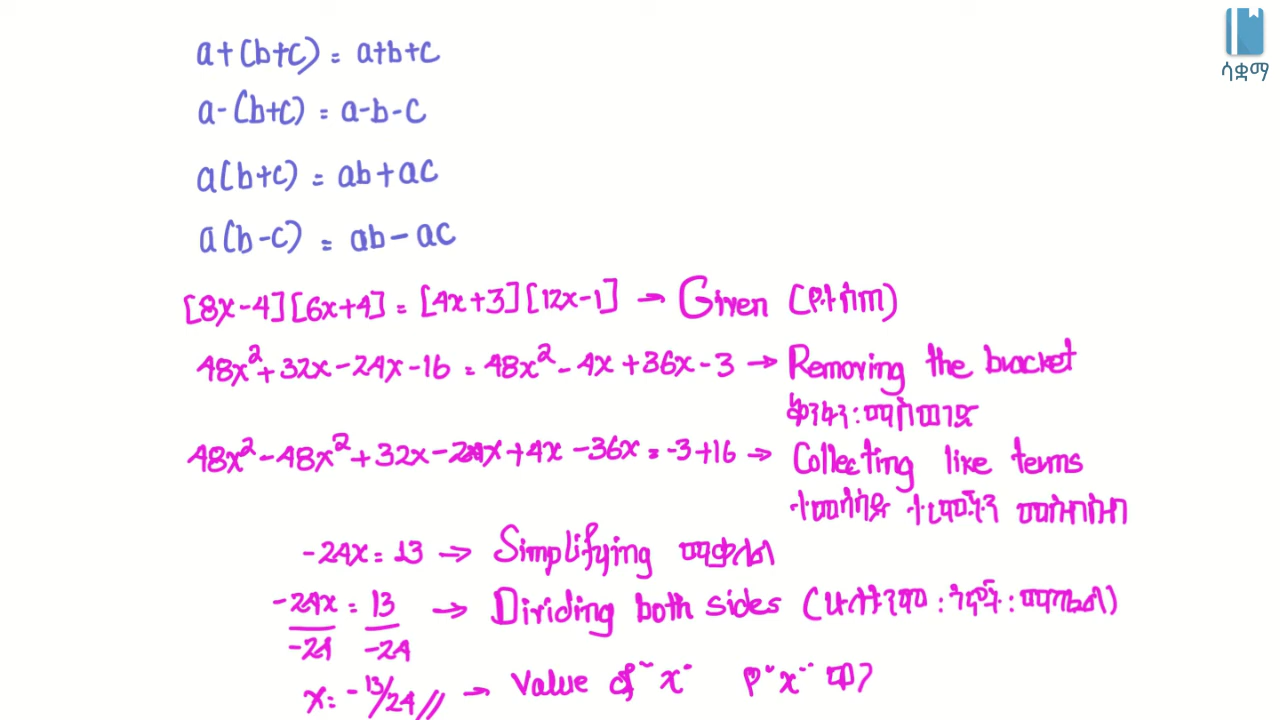 ሳቋማ
a+(b+c) = a+b+c
a-(b+c) = a-b-c
a(b+c) = ab+ac
a(b-c) = ab-ac
[8x-4][6x+4] = [4x+3][12x-1] → Given (የተሰጠ)
48x²+32x-24x-16 = 48x²-4x+36x-3 → Removing the bracket
ቅንፉን:ማስወገድ
48x²-48x²+32x-24x+4x-36x = -3+16 → Collecting like terms
ተመሳሳይ ተርሞችን መሰብሰብ
-24x = 13 → Simplifying ማቃለል
-24x/-24 = 13/-24 → Dividing both sides (ሁለቱንም:ጎኖች:ማካፈል)
x = -13/24// → Value of "x" የ"x" ዋጋ